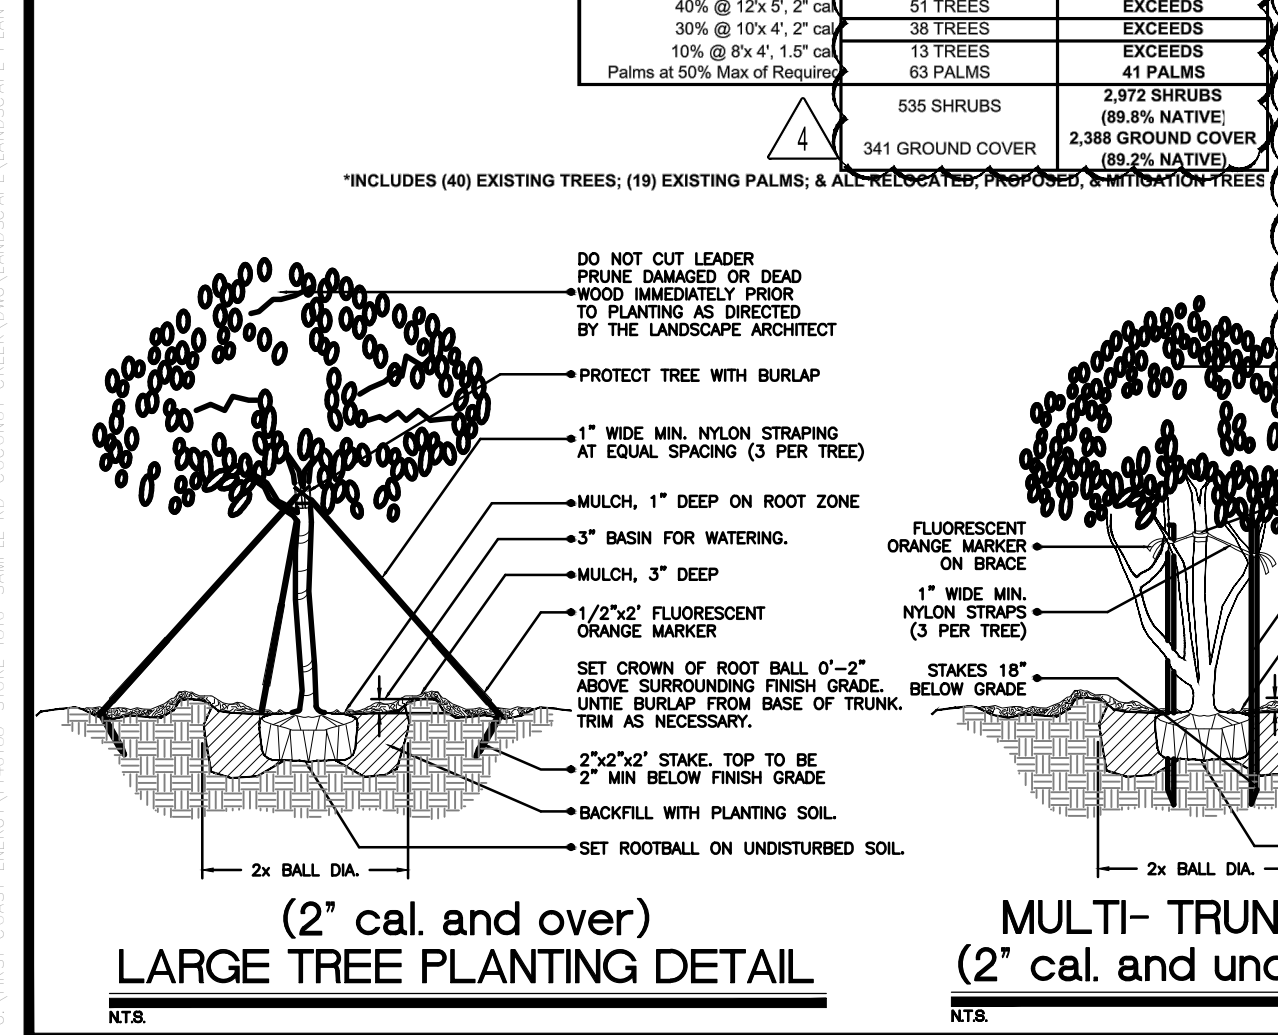 40% @ 12'x 5', 2" cal 51 TREES EXCEEDS
30% @ 10'x 4', 2" cal 38 TREES EXCEEDS
10% @ 8'x 4', 1.5" cal 13 TREES EXCEEDS
Palms at 50% Max of Required 63 PALMS 41 PALMS
535 SHRUBS 2,972 SHRUBS
(89.8% NATIVE)
341 GROUND COVER 2,388 GROUND COVER
(89.2% NATIVE)
4
*INCLUDES (40) EXISTING TREES; (19) EXISTING PALMS; & ALL RELOCATED, PROPOSED, & MITIGATION TREES
DO NOT CUT LEADER
PRUNE DAMAGED OR DEAD
WOOD IMMEDIATELY PRIOR
TO PLANTING AS DIRECTED
BY THE LANDSCAPE ARCHITECT
PROTECT TREE WITH BURLAP
1" WIDE MIN. NYLON STRAPING
AT EQUAL SPACING (3 PER TREE)
MULCH, 1" DEEP ON ROOT ZONE
3" BASIN FOR WATERING.
MULCH, 3" DEEP
1/2"x2' FLUORESCENT
ORANGE MARKER
SET CROWN OF ROOT BALL 0'-2"
ABOVE SURROUNDING FINISH GRADE.
UNTIE BURLAP FROM BASE OF TRUNK.
TRIM AS NECESSARY.
2"x2"x2' STAKE. TOP TO BE
2" MIN BELOW FINISH GRADE
BACKFILL WITH PLANTING SOIL.
SET ROOTBALL ON UNDISTURBED SOIL.
2x BALL DIA.
(2" cal. and over)
LARGE TREE PLANTING DETAIL
N.T.S.
FLUORESCENT
ORANGE MARKER
ON BRACE
1" WIDE MIN.
NYLON STRAPS
(3 PER TREE)
STAKES 18"
BELOW GRADE
2x BALL DIA.
MULTI- TRUN
(2" cal. and und
N.T.S.